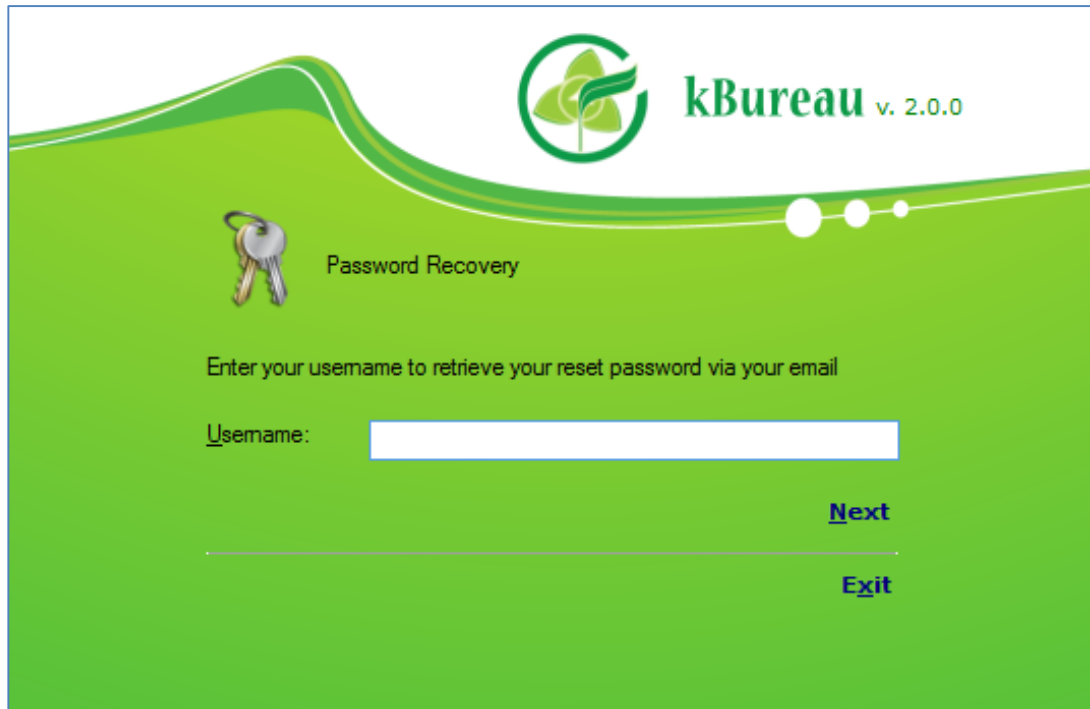 kBureau v. 2.0.0
Password Recovery
Enter your username to retrieve your reset password via your email
Username:
Next
Exit